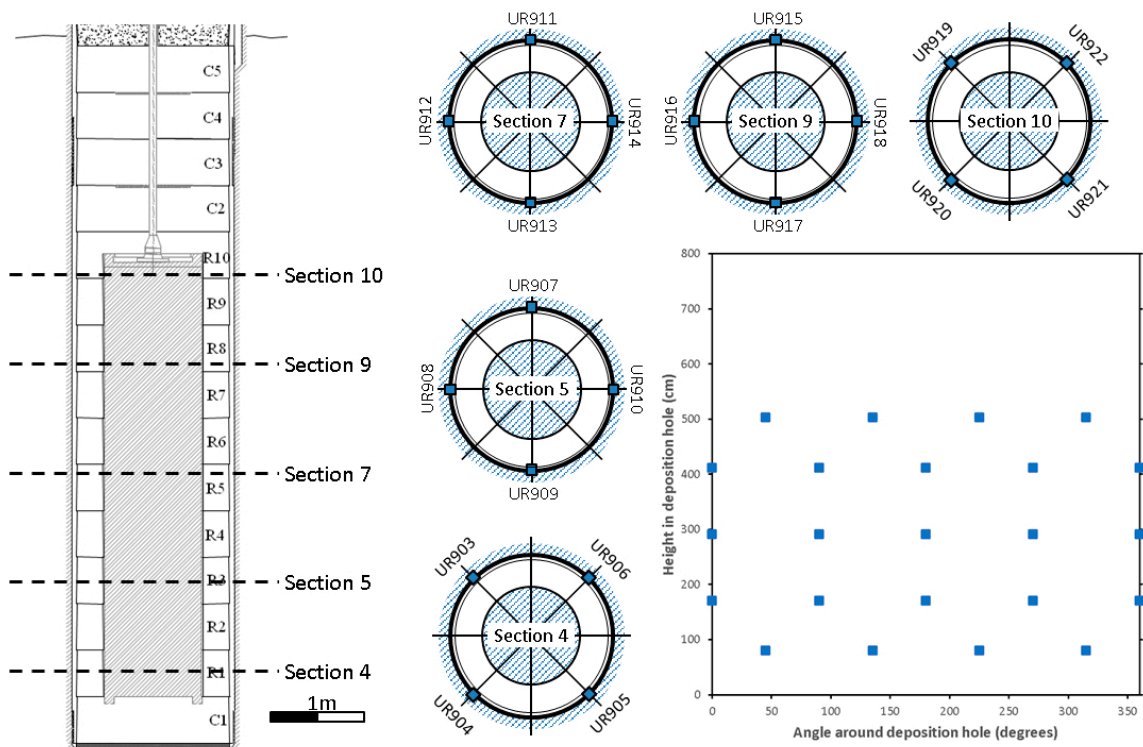 C5
C4
C3
C2
R10
R9
R8
R7
R6
R5
R4
R3
R2
R1
C1
Section 10
Section 9
Section 7
Section 5
Section 4
1m
UR911
UR912
Section 7
UR914
UR913
UR915
UR916
Section 9
UR918
UR917
UR919
UR922
Section 10
UR920
UR921
UR907
UR908
Section 5
UR910
UR909
UR903
UR906
Section 4
UR904
UR905
Height in deposition hole (cm)
800
700
600
500
400
300
200
100
0
0 50 100 150 200 250 300 350
Angle around deposition hole (degrees)